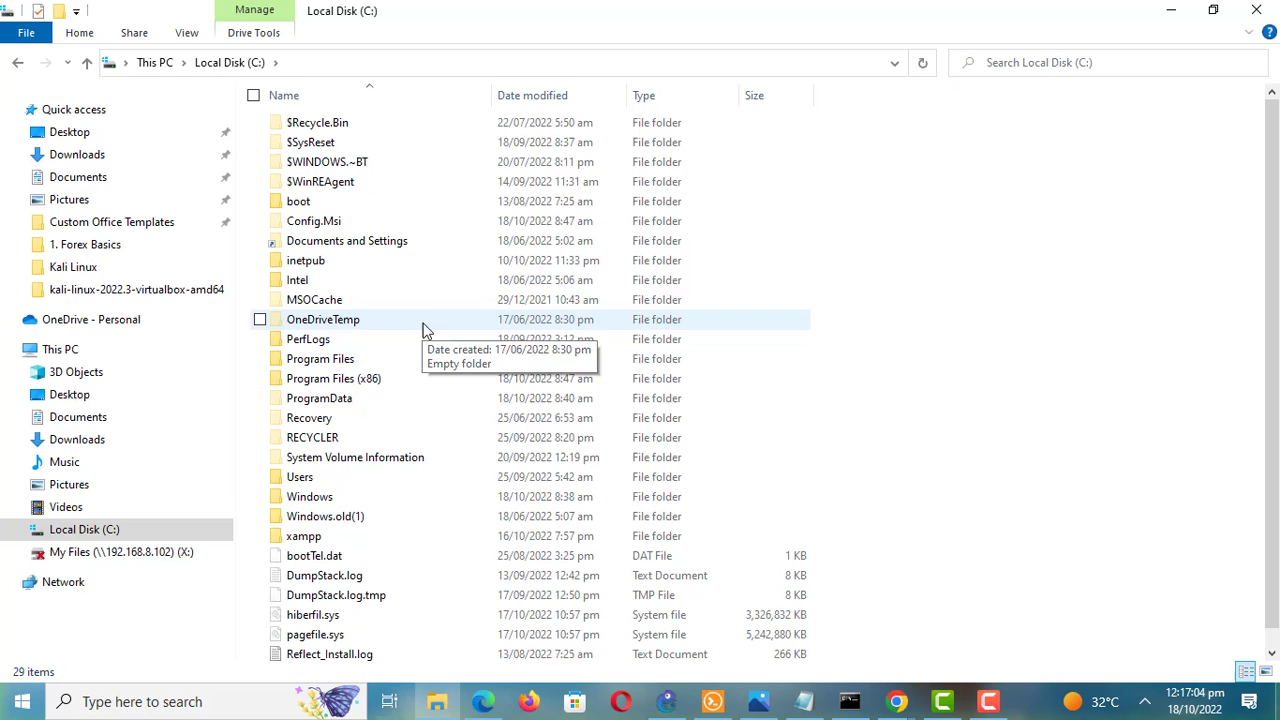 Manage
Local Disk (C:)
File
Home
Share
View
Drive Tools
This PC
Local Disk (C:)
Search Local Disk (C:)
Name
Date modified
Type
Size
Quick access
Desktop
Downloads
Documents
Pictures
Custom Office Templates
1. Forex Basics
Kali Linux
kali-linux-2022.3-virtualbox-amd64
OneDrive - Personal
This PC
3D Objects
Desktop
Documents
Downloads
Music
Pictures
Videos
Local Disk (C:)
My Files (\\192.168.8.102) (X:)
Network
$Recycle.Bin 22/07/2022 5:50 am File folder
$SysReset 18/09/2022 8:37 am File folder
$WINDOWS.~BT 20/07/2022 8:11 pm File folder
$WinREAgent 14/09/2022 11:31 am File folder
boot 13/08/2022 7:25 am File folder
Config.Msi 18/10/2022 8:47 am File folder
Documents and Settings 18/06/2022 5:02 am File folder
inetpub 10/10/2022 11:33 pm File folder
Intel 18/06/2022 5:06 am File folder
MSOCache 29/12/2021 10:43 am File folder
OneDriveTemp 17/06/2022 8:30 pm File folder
PerfLogs 18/09/2022 3:12 pm File folder
Date created: 17/06/2022 8:30 pm
Empty folder
Program Files File folder
Program Files (x86) 18/10/2022 8:47 am File folder
ProgramData 18/10/2022 8:40 am File folder
Recovery 25/06/2022 6:53 am File folder
RECYCLER 25/09/2022 8:20 pm File folder
System Volume Information 20/09/2022 12:19 pm File folder
Users 25/09/2022 5:42 am File folder
Windows 18/10/2022 8:38 am File folder
Windows.old(1) 18/06/2022 5:07 am File folder
xampp 16/10/2022 7:57 pm File folder
bootTel.dat 25/08/2022 3:25 pm DAT File 1 KB
DumpStack.log 13/09/2022 12:42 pm Text Document 8 KB
DumpStack.log.tmp 17/09/2022 12:50 pm TMP File 8 KB
hiberfil.sys 17/10/2022 10:57 pm System file 3,326,832 KB
pagefile.sys 17/10/2022 10:57 pm System file 5,242,880 KB
Reflect_Install.log 13/08/2022 7:25 am Text Document 266 KB
29 items
Type here to search
32°C
12:17:04 pm
18/10/2022